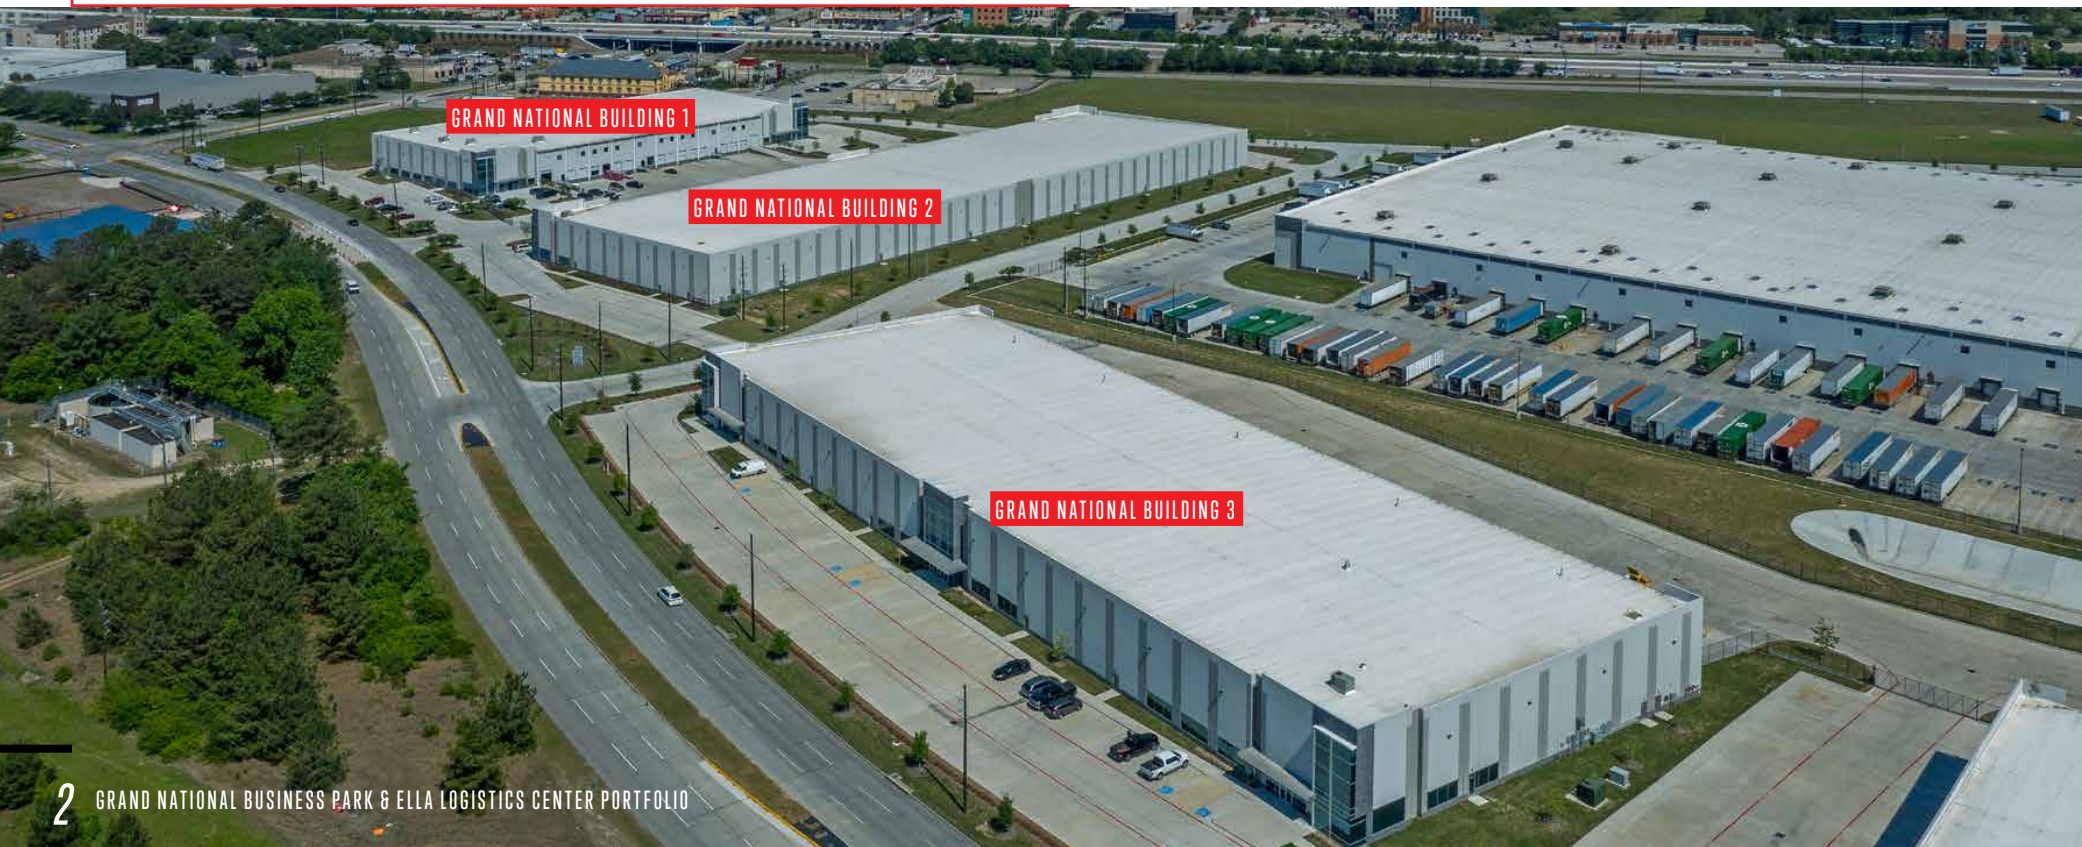 GRAND NATIONAL BUILDING 1
GRAND NATIONAL BUILDING 2
GRAND NATIONAL BUILDING 3
2 GRAND NATIONAL BUSINESS PARK & ELLA LOGISTICS CENTER PORTFOLIO